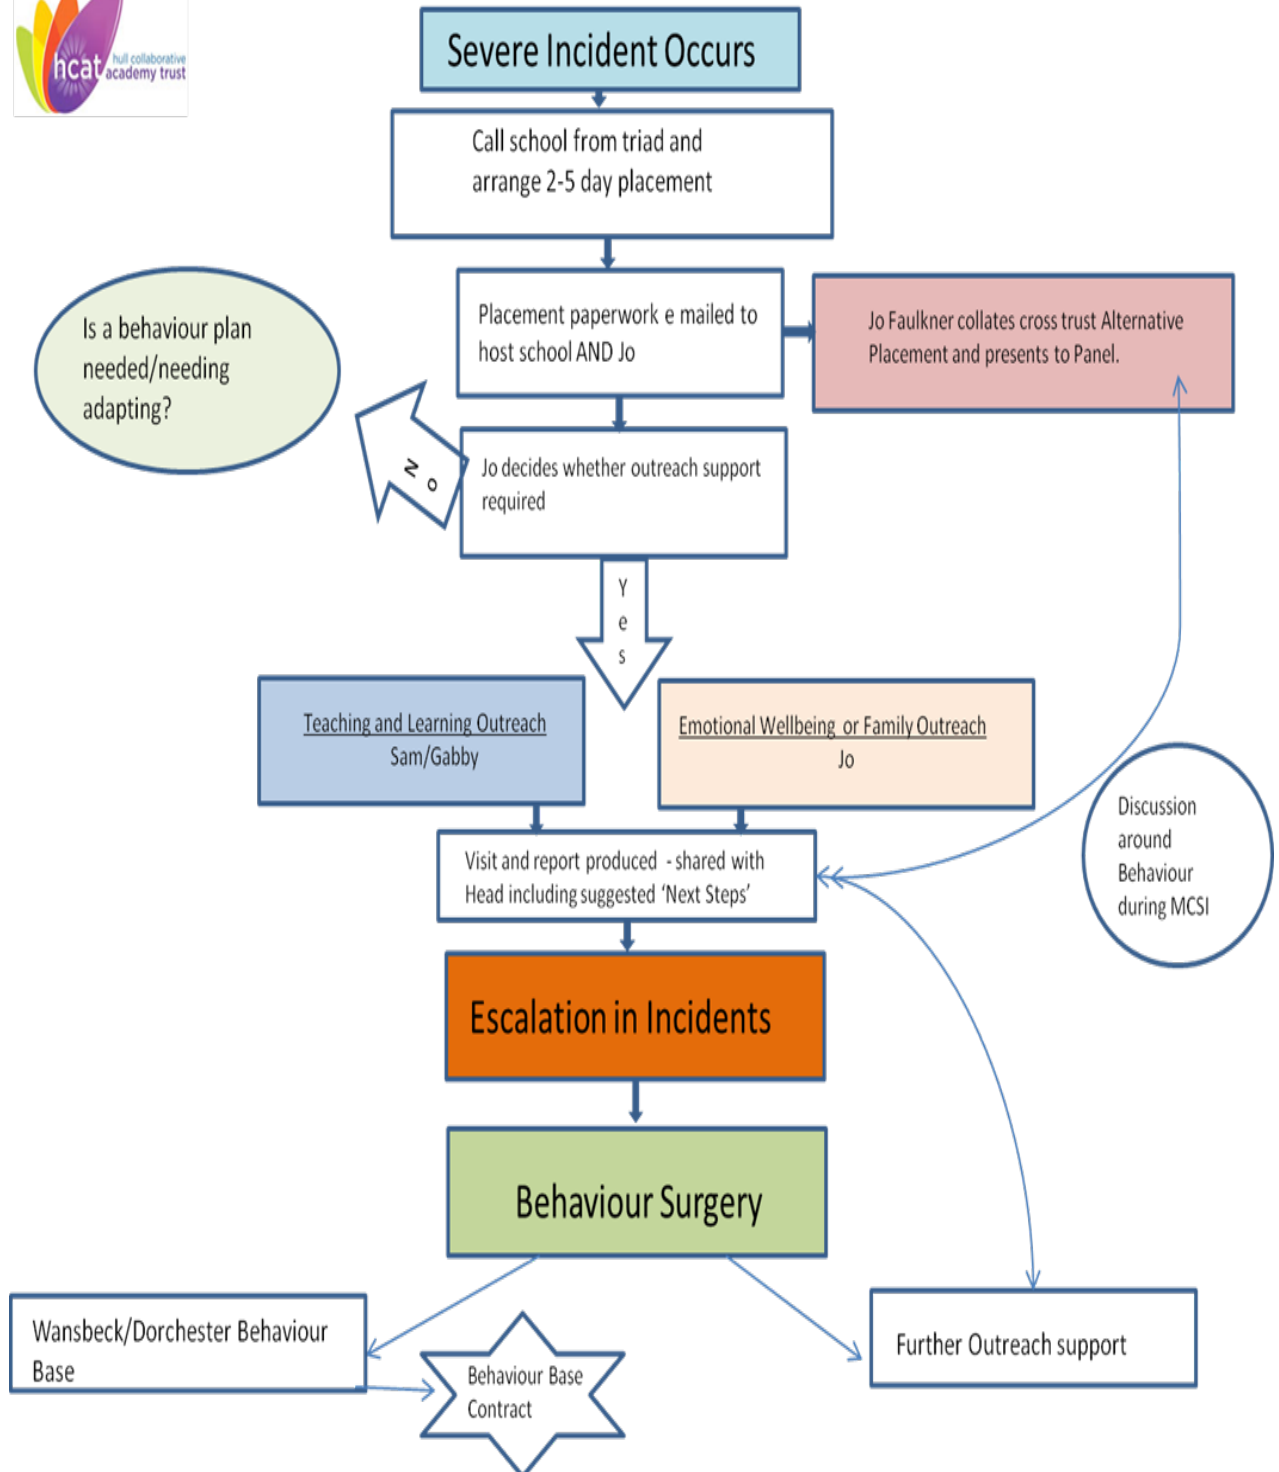 hcat
hull collaborative
academy trust
Severe Incident Occurs
Call school from triad and
arrange 2-5 day placement
Placement paperwork e mailed to
host school AND Jo
Jo Faulkner collates cross trust Alternative
Placement and presents to Panel.
Is a behaviour plan
needed/needing
adapting?
No
Jo decides whether outreach support
required
Yes
Teaching and Learning Outreach
Sam/Gabby
Emotional Wellbeing or Family Outreach
Jo
Discussion
around
Behaviour
during MCSI
Visit and report produced - shared with
Head including suggested ‘Next Steps’
Escalation in Incidents
Behaviour Surgery
Wansbeck/Dorchester Behaviour
Base
Behaviour Base
Contract
Further Outreach support